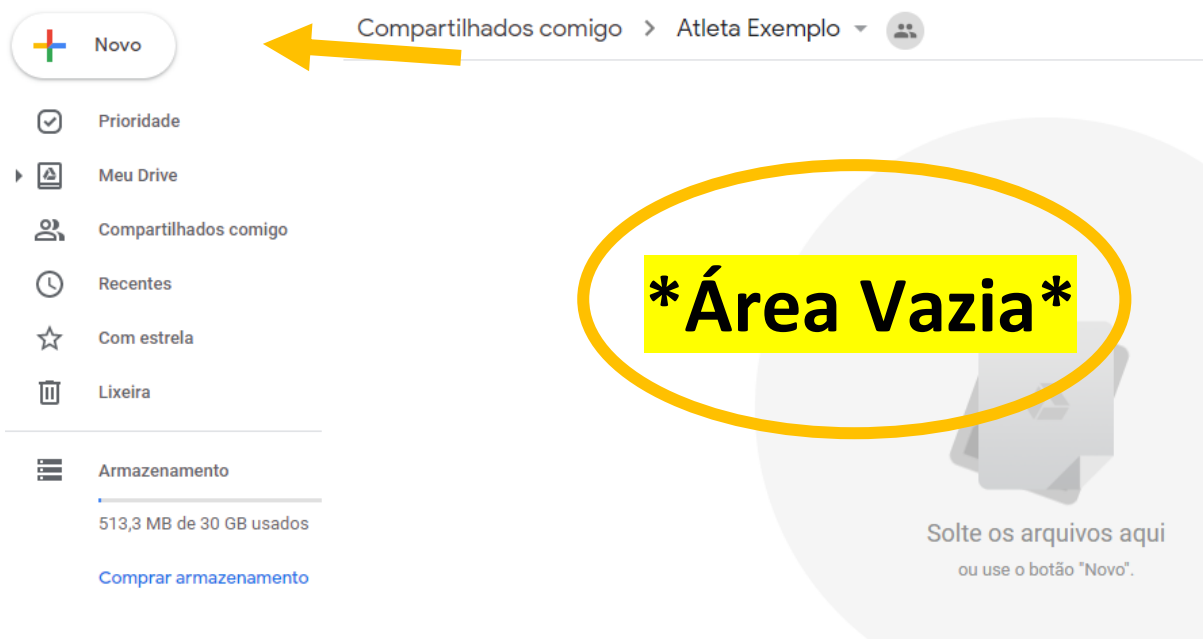 Novo
Compartilhados comigo > Atleta Exemplo
Prioridade
Meu Drive
Compartilhados comigo
Recentes
Com estrela
Lixeira
Armazenamento
513,3 MB de 30 GB usados
Comprar armazenamento
*Área Vazia*
Solte os arquivos aqui
ou use o botão "Novo".